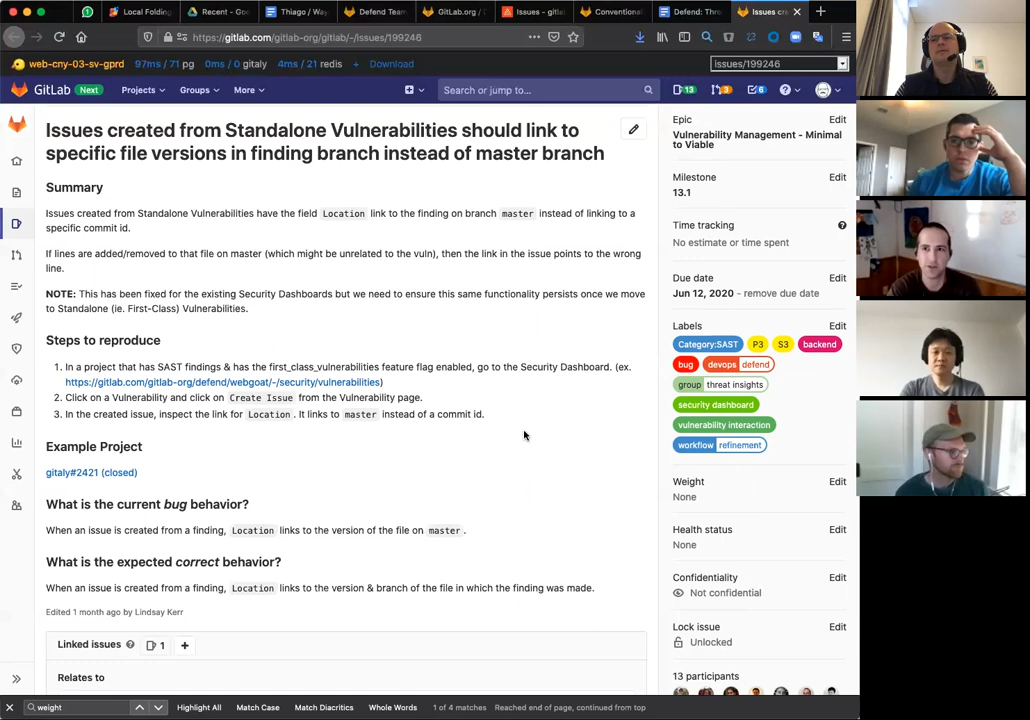 Local Folding
Recent - Goo
Thiago / Way
Defend Team
GitLab.org / D
Issues - gitla
Conventional
Defend: Thre
Issues cre
https://gitlab.com/gitlab-org/gitlab/-/issues/199246
web-cny-03-sv-gprd 97ms / 71 pg 0ms / 0 gitaly 4ms / 21 redis + Download
issues/199246
GitLab Next Projects Groups More Search or jump to... 13 3 6
Issues created from Standalone Vulnerabilities should link to
specific file versions in finding branch instead of master branch
Summary
Issues created from Standalone Vulnerabilities have the field Location link to the finding on branch master instead of linking to a
specific commit id.
If lines are added/removed to that file on master (which might be unrelated to the vuln), then the link in the issue points to the wrong
line.
NOTE: This has been fixed for the existing Security Dashboards but we need to ensure this same functionality persists once we move
to Standalone (ie. First-Class) Vulnerabilities.
Steps to reproduce
1. In a project that has SAST findings & has the first_class_vulnerabilities feature flag enabled, go to the Security Dashboard. (ex.
https://gitlab.com/gitlab-org/defend/webgoat/-/security/vulnerabilities)
2. Click on a Vulnerability and click on Create Issue from the Vulnerability page.
3. In the created issue, inspect the link for Location. It links to master instead of a commit id.
Example Project
gitaly#2421 (closed)
What is the current bug behavior?
When an issue is created from a finding, Location links to the version of the file on master.
What is the expected correct behavior?
When an issue is created from a finding, Location links to the version & branch of the file in which the finding was made.
Edited 1 month ago by Lindsay Kerr
Linked issues 1
Relates to
Epic Edit
Vulnerability Management - Minimal
to Viable
Milestone Edit
13.1
Time tracking
No estimate or time spent
Due date Edit
Jun 12, 2020 - remove due date
Labels Edit
Category:SAST P3 S3 backend
bug devops defend
group threat insights
security dashboard
vulnerability interaction
workflow refinement
Weight Edit
None
Health status Edit
None
Confidentiality Edit
Not confidential
Lock issue Edit
Unlocked
13 participants
weight Highlight All Match Case Match Diacritics Whole Words 1 of 4 matches Reached end of page, continued from top